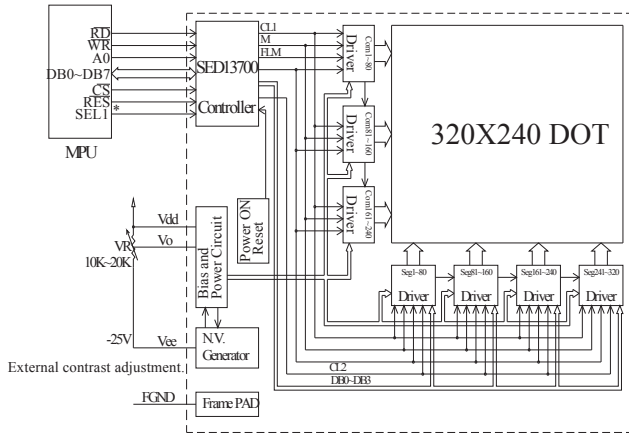 RD
WR
A0
DB0~DB7
CS
RES
SEL1 *
MPU
SED13700
Controller
CL1
M
FLM
Driver
Com1~80
Driver
Com81~160
Driver
Com161~240
320X240 DOT
Power ON
Reset
Bias and
Power Circuit
Vdd
Vo
VR
10K~20K
-25V
Vee
N.V.
Generator
External contrast adjustment.
FGND
Frame PAD
Seg1~80
Driver
Seg81~160
Driver
Seg161~240
Driver
Seg241~320
Driver
CL2
DB0~DB3